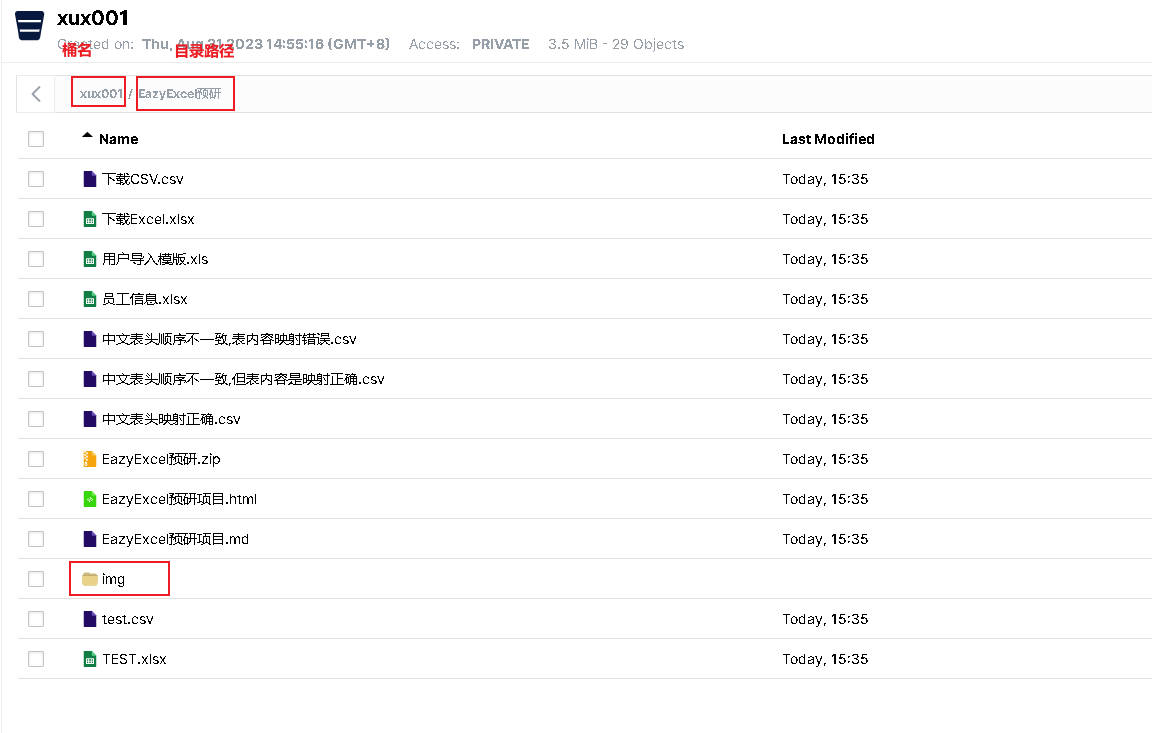 xux001
Created on: Thu, Aug 31 2023 14:55:16 (GMT+8) Access: PRIVATE 3.5 MiB - 29 Objects
桶名 目录路径
xux001 / EazyExcel预研
Name Last Modified
下载CSV.csv Today, 15:35
下载Excel.xlsx Today, 15:35
用户导入模版.xls Today, 15:35
员工信息.xlsx Today, 15:35
中文表头顺序不一致,表内容映射错误.csv Today, 15:35
中文表头顺序不一致,但表内容是映射正确.csv Today, 15:35
中文表头映射正确.csv Today, 15:35
EazyExcel预研.zip Today, 15:35
EazyExcel预研项目.html Today, 15:35
EazyExcel预研项目.md Today, 15:35
img
test.csv Today, 15:35
TEST.xlsx Today, 15:35